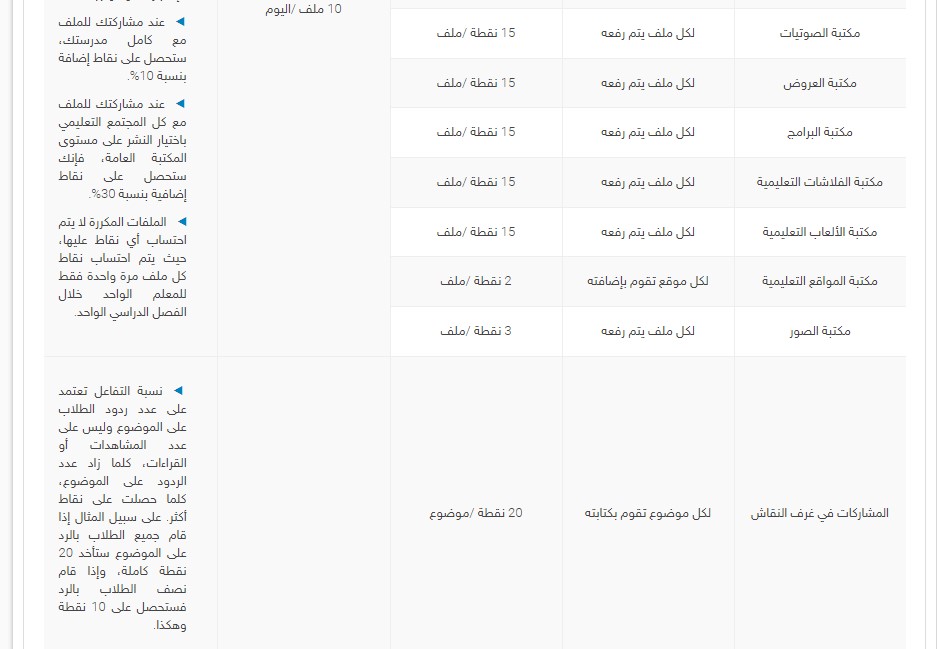 10 ملف /اليوم
مكتبة الصوتيات
لكل ملف يتم رفعه
15 نقطة /ملف
مكتبة العروض
لكل ملف يتم رفعه
15 نقطة /ملف
مكتبة البرامج
لكل ملف يتم رفعه
15 نقطة /ملف
مكتبة الفلاشات التعليمية
لكل ملف يتم رفعه
15 نقطة /ملف
مكتبة الألعاب التعليمية
لكل ملف يتم رفعه
15 نقطة /ملف
مكتبة المواقع التعليمية
لكل موقع تقوم بإضافته
2 نقطة /ملف
مكتبة الصور
لكل ملف يتم رفعه
3 نقطة /ملف
◄ عند مشاركتك للملف
مع كامل مدرستك،
ستحصل على نقاط إضافة
بنسبة 10%.
◄ عند مشاركتك للملف
مع كل المجتمع التعليمي
باختيار النشر على مستوى
المكتبة العامة، فإنك
ستحصل على نقاط
إضافية بنسبة 30%.
◄ الملفات المكررة لا يتم
احتساب أي نقاط عليها،
حيث يتم احتساب نقاط
كل ملف مرة واحدة فقط
للمعلم الواحد خلال
الفصل الدراسي الواحد.
المشاركات في غرف النقاش
لكل موضوع تقوم بكتابته
20 نقطة /موضوع
◄ نسبة التفاعل تعتمد
على عدد ردود الطلاب
على الموضوع وليس على
عدد المشاهدات أو
القراءات، كلما زاد عدد
الردود على الموضوع،
كلما حصلت على نقاط
أكثر. على سبيل المثال إذا
قام جميع الطلاب بالرد
على الموضوع ستأخد 20
نقطة كاملة، وإذا قام
نصف الطلاب بالرد
فستحصل على 10 نقطة
وهكذا.